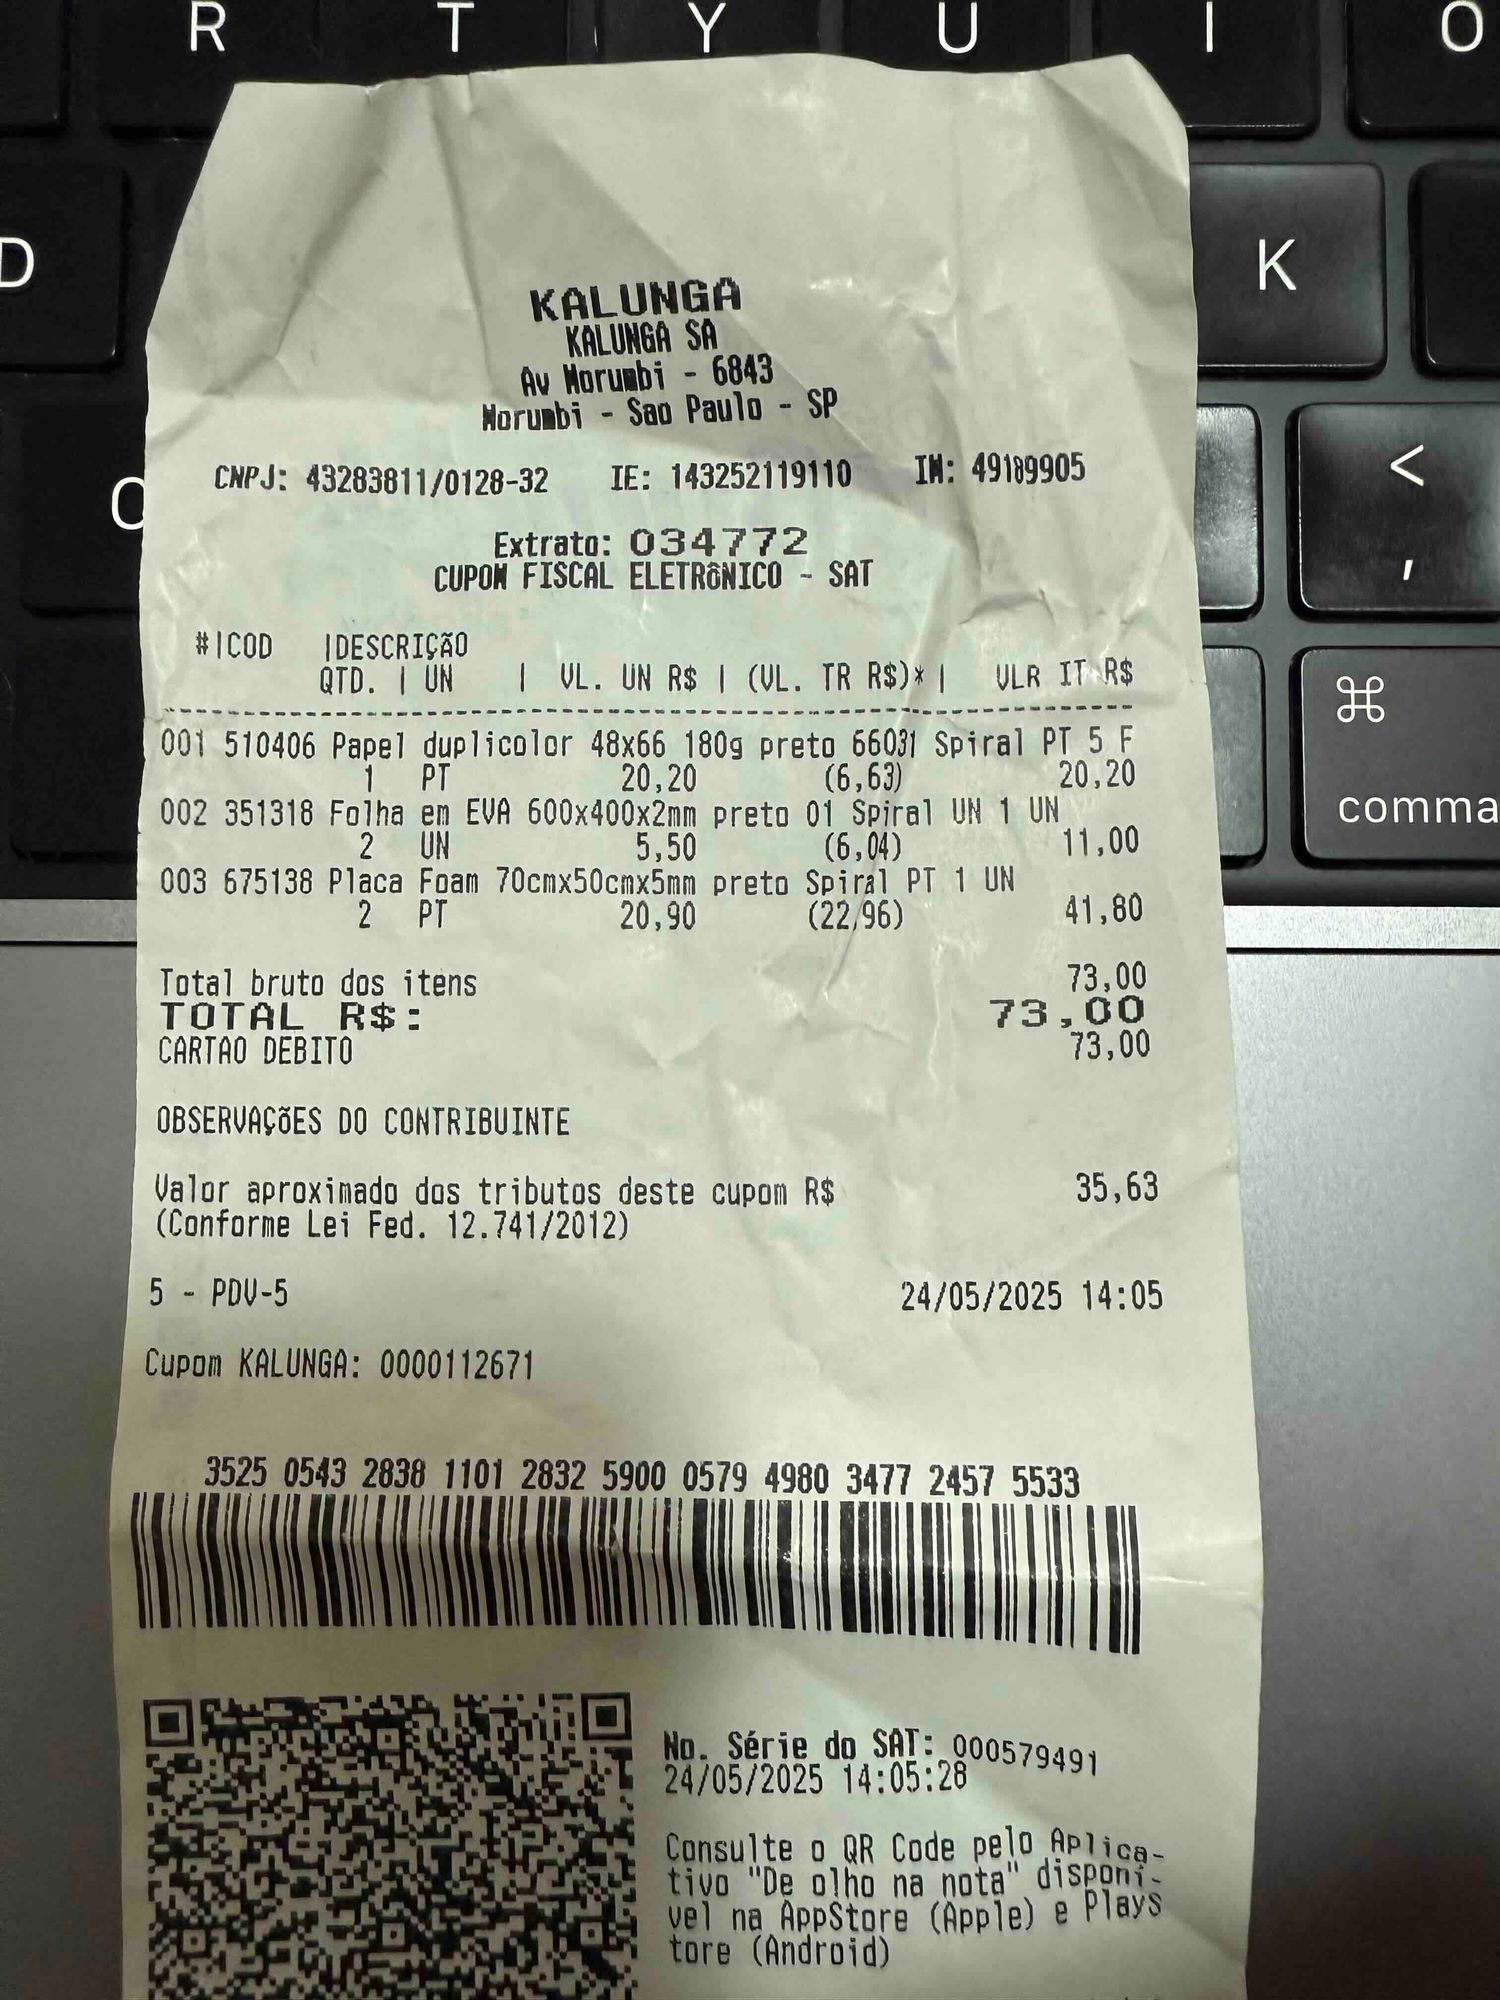 R T Y U I O
D
K
C
<
,
⌘
comma
KALUNGA
KALUNGA SA
Av Morumbi - 6843
Morumbi - Sao Paulo - SP
CNPJ: 43283811/0128-32 IE: 143252119110 IM: 49189905
Extrato: 034772
CUPOM FISCAL ELETRôNICO - SAT
#|COD |DESCRIÇãO
QTD. | UN | VL. UN R$ | (VL. TR R$)* | VLR IT R$
001 510406 Papel duplicolor 48x66 180g preto 66031 Spiral PT 5 F
1 PT 20,20 (6,63) 20,20
002 351318 Folha em EVA 600x400x2mm preto 01 Spiral UN 1 UN
2 UN 5,50 (6,04) 11,00
003 675138 Placa Foam 70cmx50cmx5mm preto Spiral PT 1 UN
2 PT 20,90 (22,96) 41,80
Total bruto dos itens 73,00
TOTAL R$: 73,00
CARTAO DEBITO 73,00
OBSERVAÇõES DO CONTRIBUINTE
Valor aproximado dos tributos deste cupom R$ 35,63
(Conforme Lei Fed. 12.741/2012)
5 - PDV-5 24/05/2025 14:05
Cupom KALUNGA: 0000112671
3525 0543 2838 1101 2832 5900 0579 4980 3477 2457 5533
No. Série do SAT: 000579491
24/05/2025 14:05:28
Consulte o QR Code pelo Aplica-
tivo "De olho na nota" disponí-
vel na AppStore (Apple) e Plays
tore (Android)